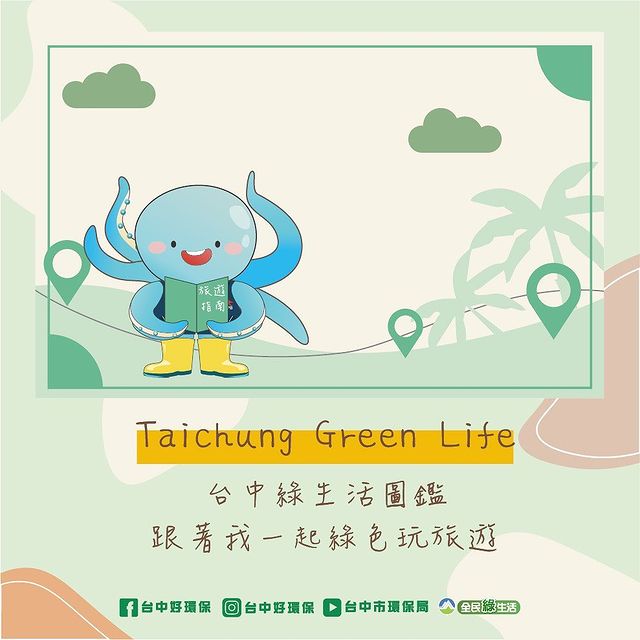 旅遊
指南
Taichung Green Life
台中綠生活圖鑑
跟著我一起綠色玩旅遊
台中好環保 台中好環保 台中市環保局 全民綠生活